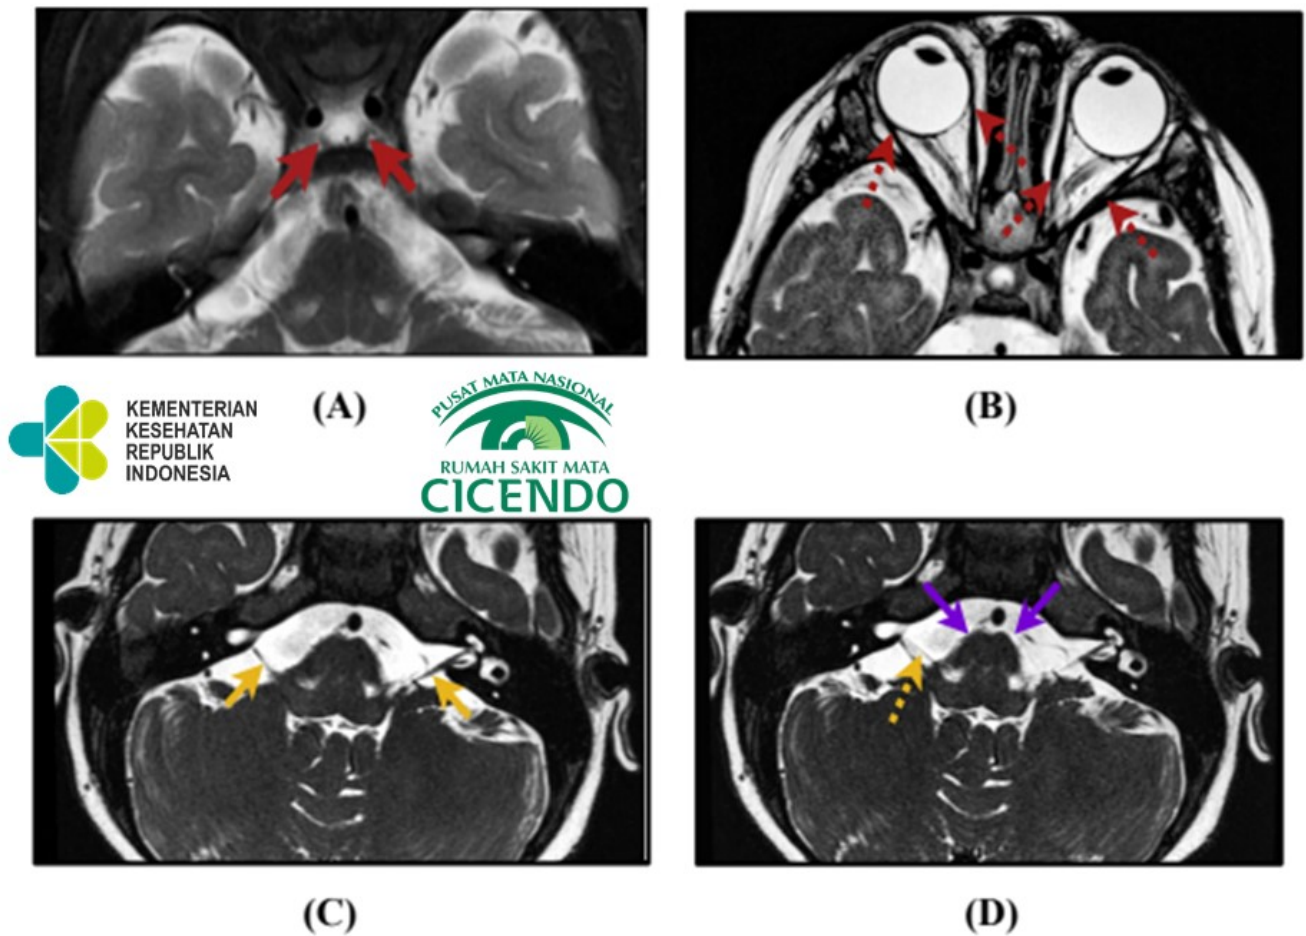 (A)
(B)
KEMENTERIAN
KESEHATAN
REPUBLIK
INDONESIA
PUSAT MATA NASIONAL
RUMAH SAKIT MATA
CICENDO
(C)
(D)